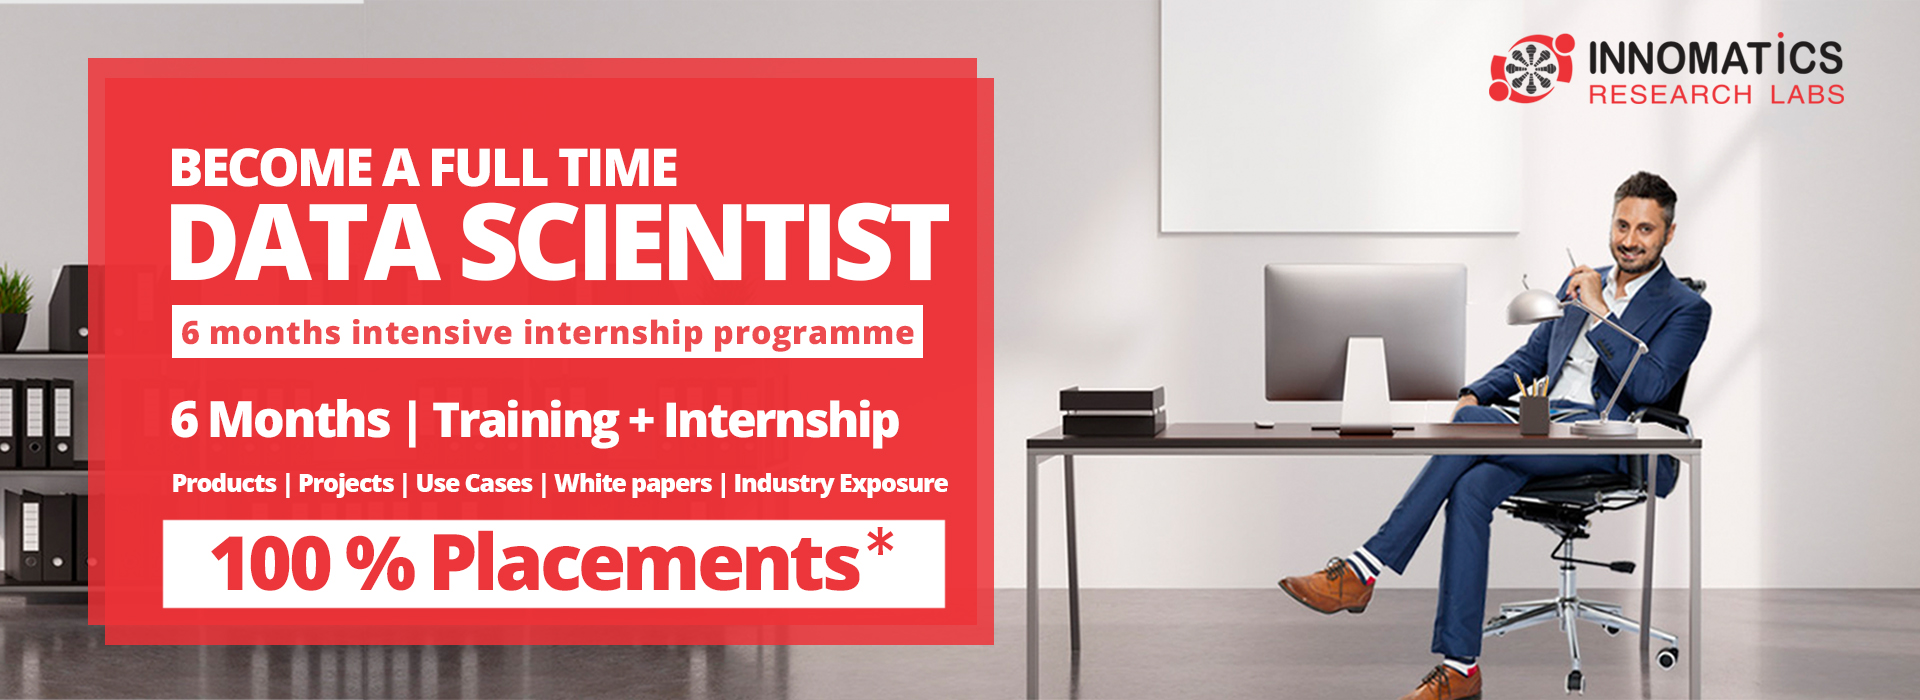 BECOME A FULL TIME
DATA SCIENTIST
6 months intensive internship programme
6 Months | Training + Internship
Products | Projects | Use Cases | White papers | Industry Exposure
100 % Placements*
INNOMATiCS
RESEARCH LABS